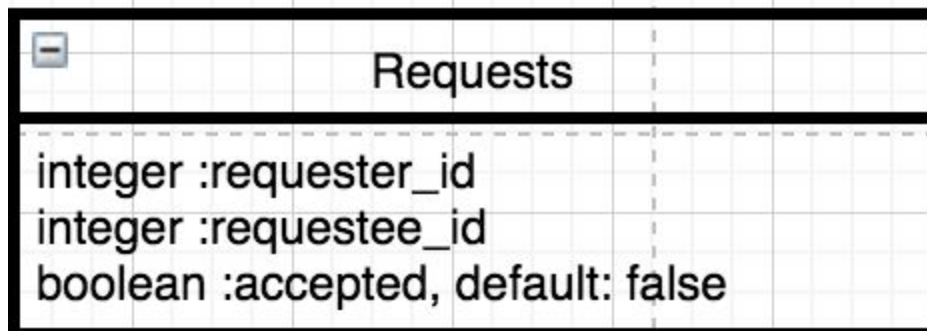 Requests
integer :requester_id
integer :requestee_id
boolean :accepted, default: false